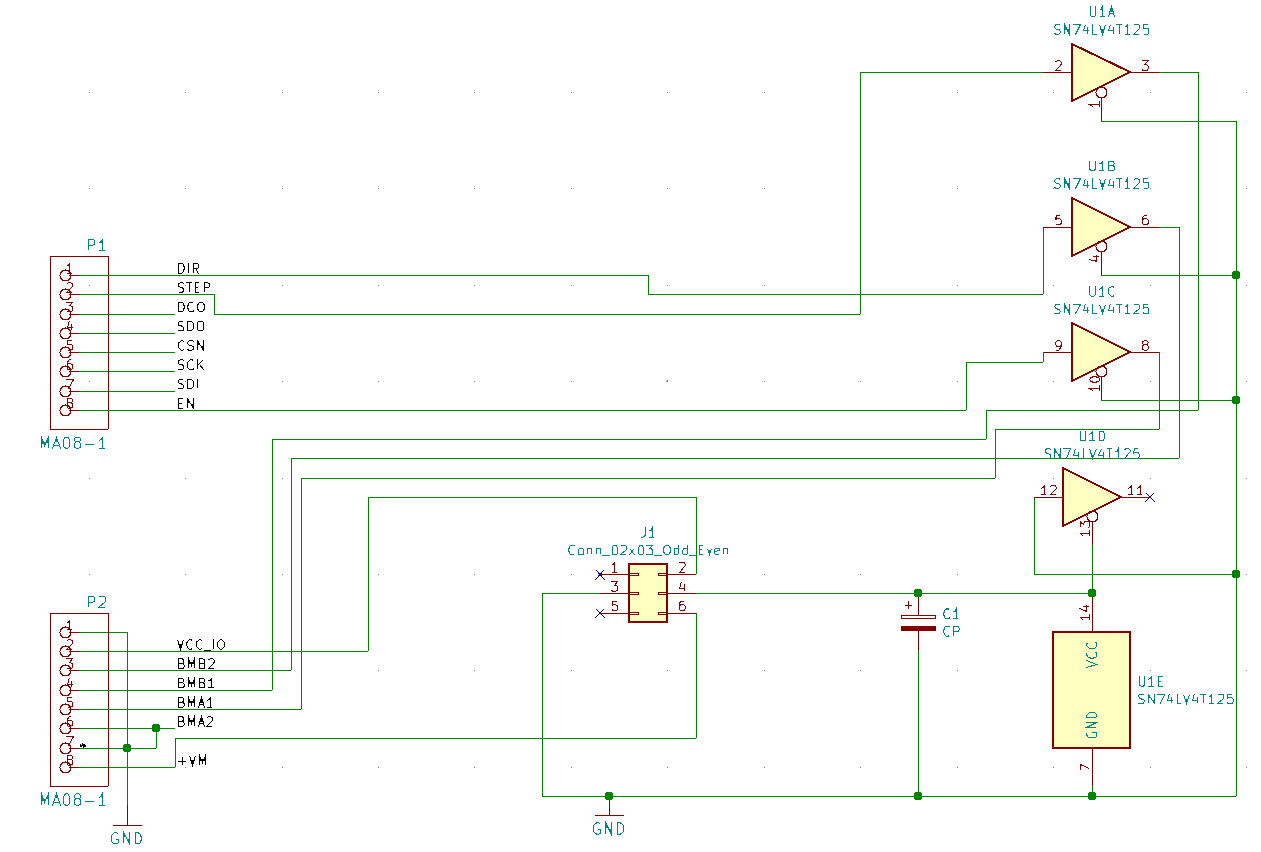 U1A
SN74LV4T125
2
3
1
U1B
SN74LV4T125
5
6
4
P1
1
DIR
2
STEP
3
DCO
4
SDO
5
CSN
6
SCK
7
SDI
8
EN
MA08-1
U1C
SN74LV4T125
9
8
10
U1D
SN74LV4T125
12
11
13
J1
Conn_02x03_Odd_Even
1
2
3
4
5
6
P2
1
2
VCC_IO
3
BMB2
4
BMB1
5
BMA1
6
BMA2
7
8
+VM
MA08-1
GND
+
C1
CP
14
VCC
U1E
SN74LV4T125
GND
7
GND